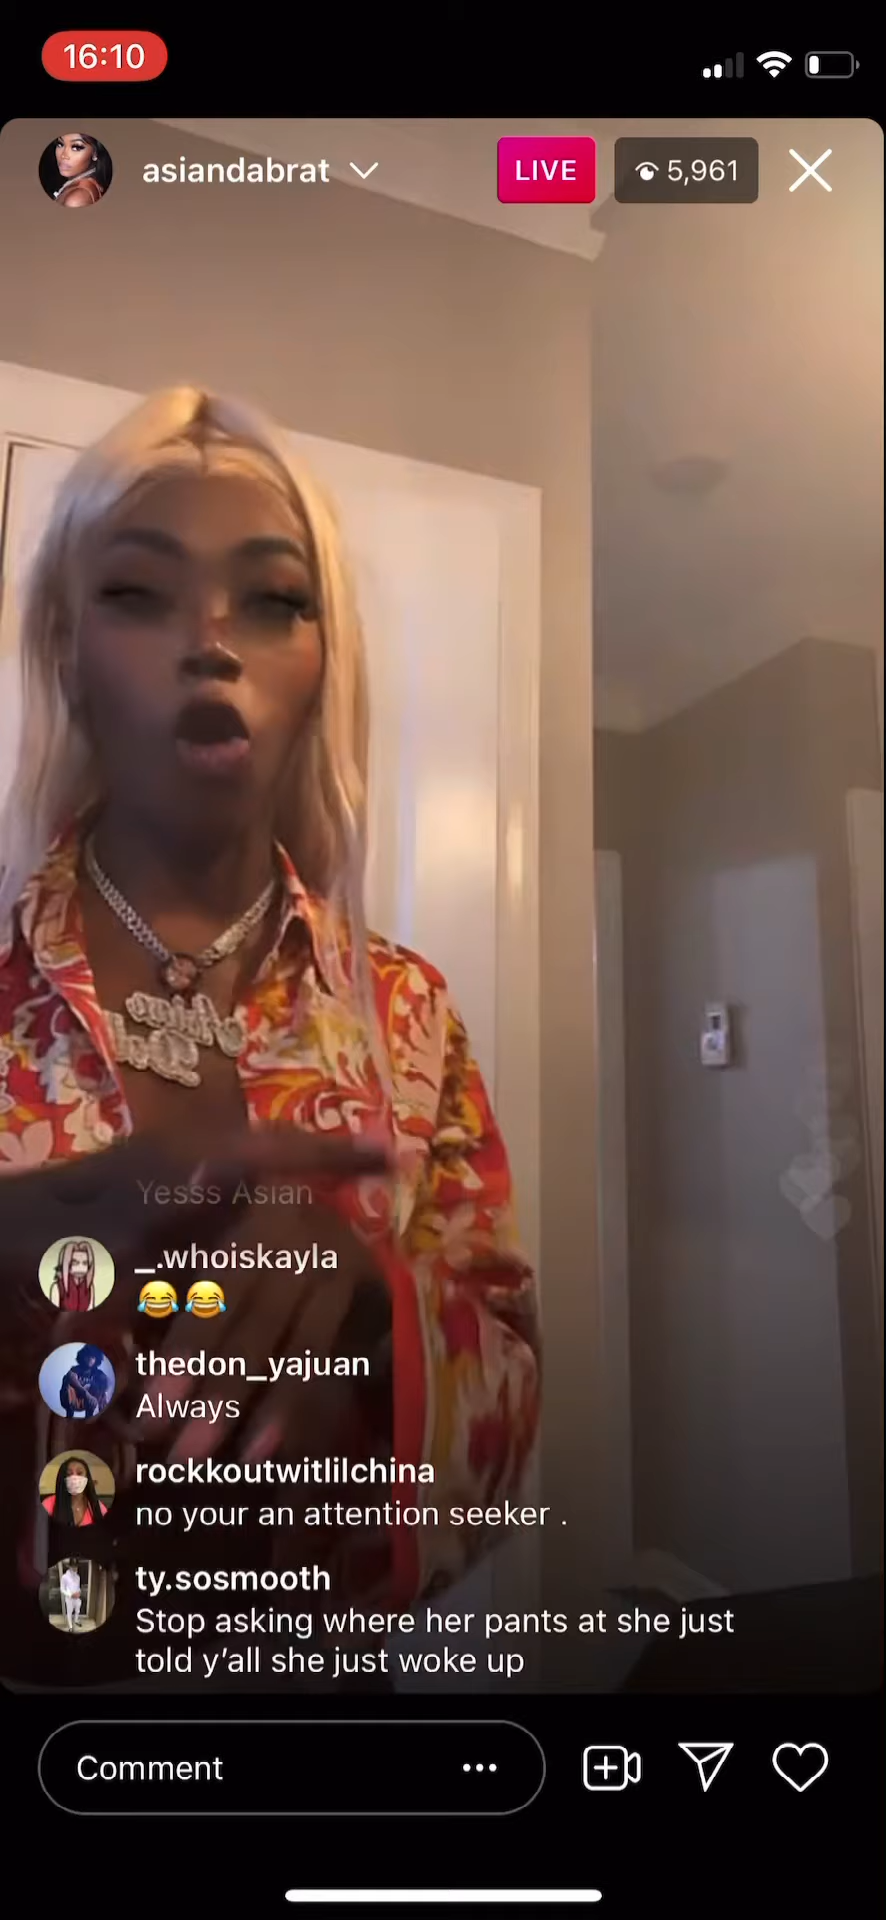 16:10
asiandabrat
LIVE
5,961
Yesss Asian
_.whoiskayla
😂😂
thedon_yajuan
Always
rockkoutwitlilchina
no your an attention seeker .
ty.sosmooth
Stop asking where her pants at she just
told y'all she just woke up
Comment